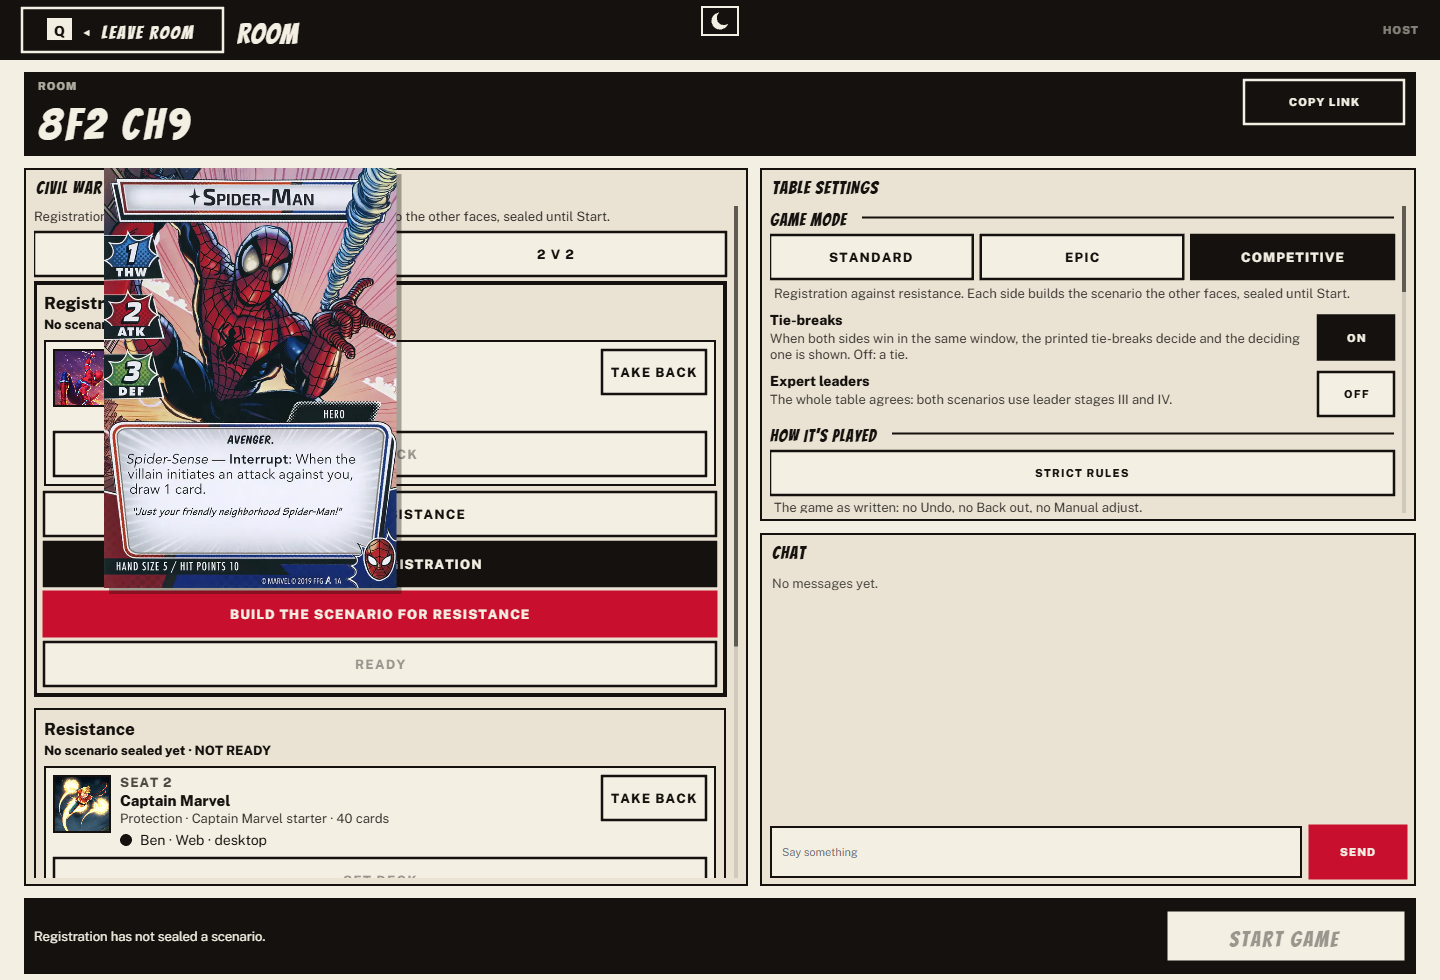 Q ◂ LEAVE ROOM
ROOM
HOST
ROOM
8F2 CH9
COPY LINK
CIVIL WAR
Registration
o the other faces, sealed until Start.
2 V 2
Registr
No scenar
TAKE BACK
CK
ISTANCE
ISTRATION
BUILD THE SCENARIO FOR RESISTANCE
READY
SPIDER-MAN
1
THW
2
ATK
3
DEF
HERO
AVENGER.
Spider-Sense — Interrupt: When the
villain initiates an attack against you,
draw 1 card.
"Just your friendly neighborhood Spider-Man!"
HAND SIZE 5 / HIT POINTS 10
© MARVEL © 2019 FFG 1A
Resistance
No scenario sealed yet · NOT READY
SEAT 2
Captain Marvel
Protection · Captain Marvel starter · 40 cards
Ben · Web · desktop
TAKE BACK
TABLE SETTINGS
GAME MODE
STANDARD
EPIC
COMPETITIVE
Registration against resistance. Each side builds the scenario the other faces, sealed until Start.
Tie-breaks
When both sides win in the same window, the printed tie-breaks decide and the deciding
one is shown. Off: a tie.
ON
Expert leaders
The whole table agrees: both scenarios use leader stages III and IV.
OFF
HOW IT'S PLAYED
STRICT RULES
The game as written: no Undo, no Back out, no Manual adjust.
CHAT
No messages yet.
Say something
SEND
Registration has not sealed a scenario.
START GAME